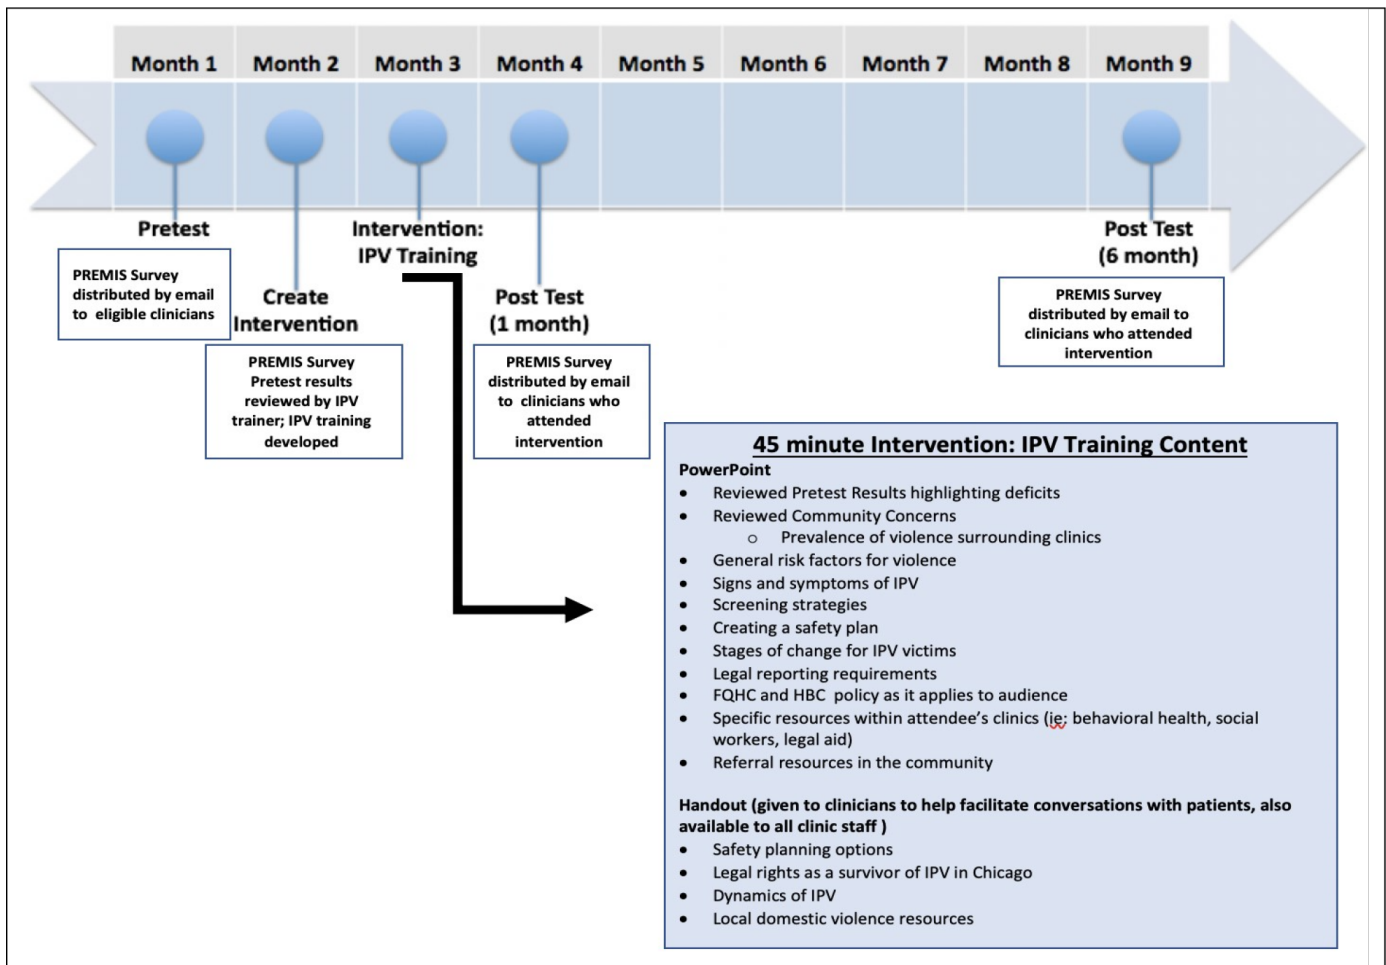 Month 1
Month 2
Month 3
Month 4
Month 5
Month 6
Month 7
Month 8
Month 9
Pretest
PREMIS Survey
distributed by email
to eligible clinicians
Create
Intervention
PREMIS Survey
Pretest results
reviewed by IPV
trainer; IPV training
developed
Intervention:
IPV Training
Post Test
(1 month)
PREMIS Survey
distributed by email
to clinicians who
attended
intervention
Post Test
(6 month)
PREMIS Survey
distributed by email to
clinicians who attended
intervention
45 minute Intervention: IPV Training Content
PowerPoint
• Reviewed Pretest Results highlighting deficits
• Reviewed Community Concerns
o Prevalence of violence surrounding clinics
• General risk factors for violence
• Signs and symptoms of IPV
• Screening strategies
• Creating a safety plan
• Stages of change for IPV victims
• Legal reporting requirements
• FQHC and HBC policy as it applies to audience
• Specific resources within attendee's clinics (ie: behavioral health, social
workers, legal aid)
• Referral resources in the community
Handout (given to clinicians to help facilitate conversations with patients, also
available to all clinic staff )
• Safety planning options
• Legal rights as a survivor of IPV in Chicago
• Dynamics of IPV
• Local domestic violence resources